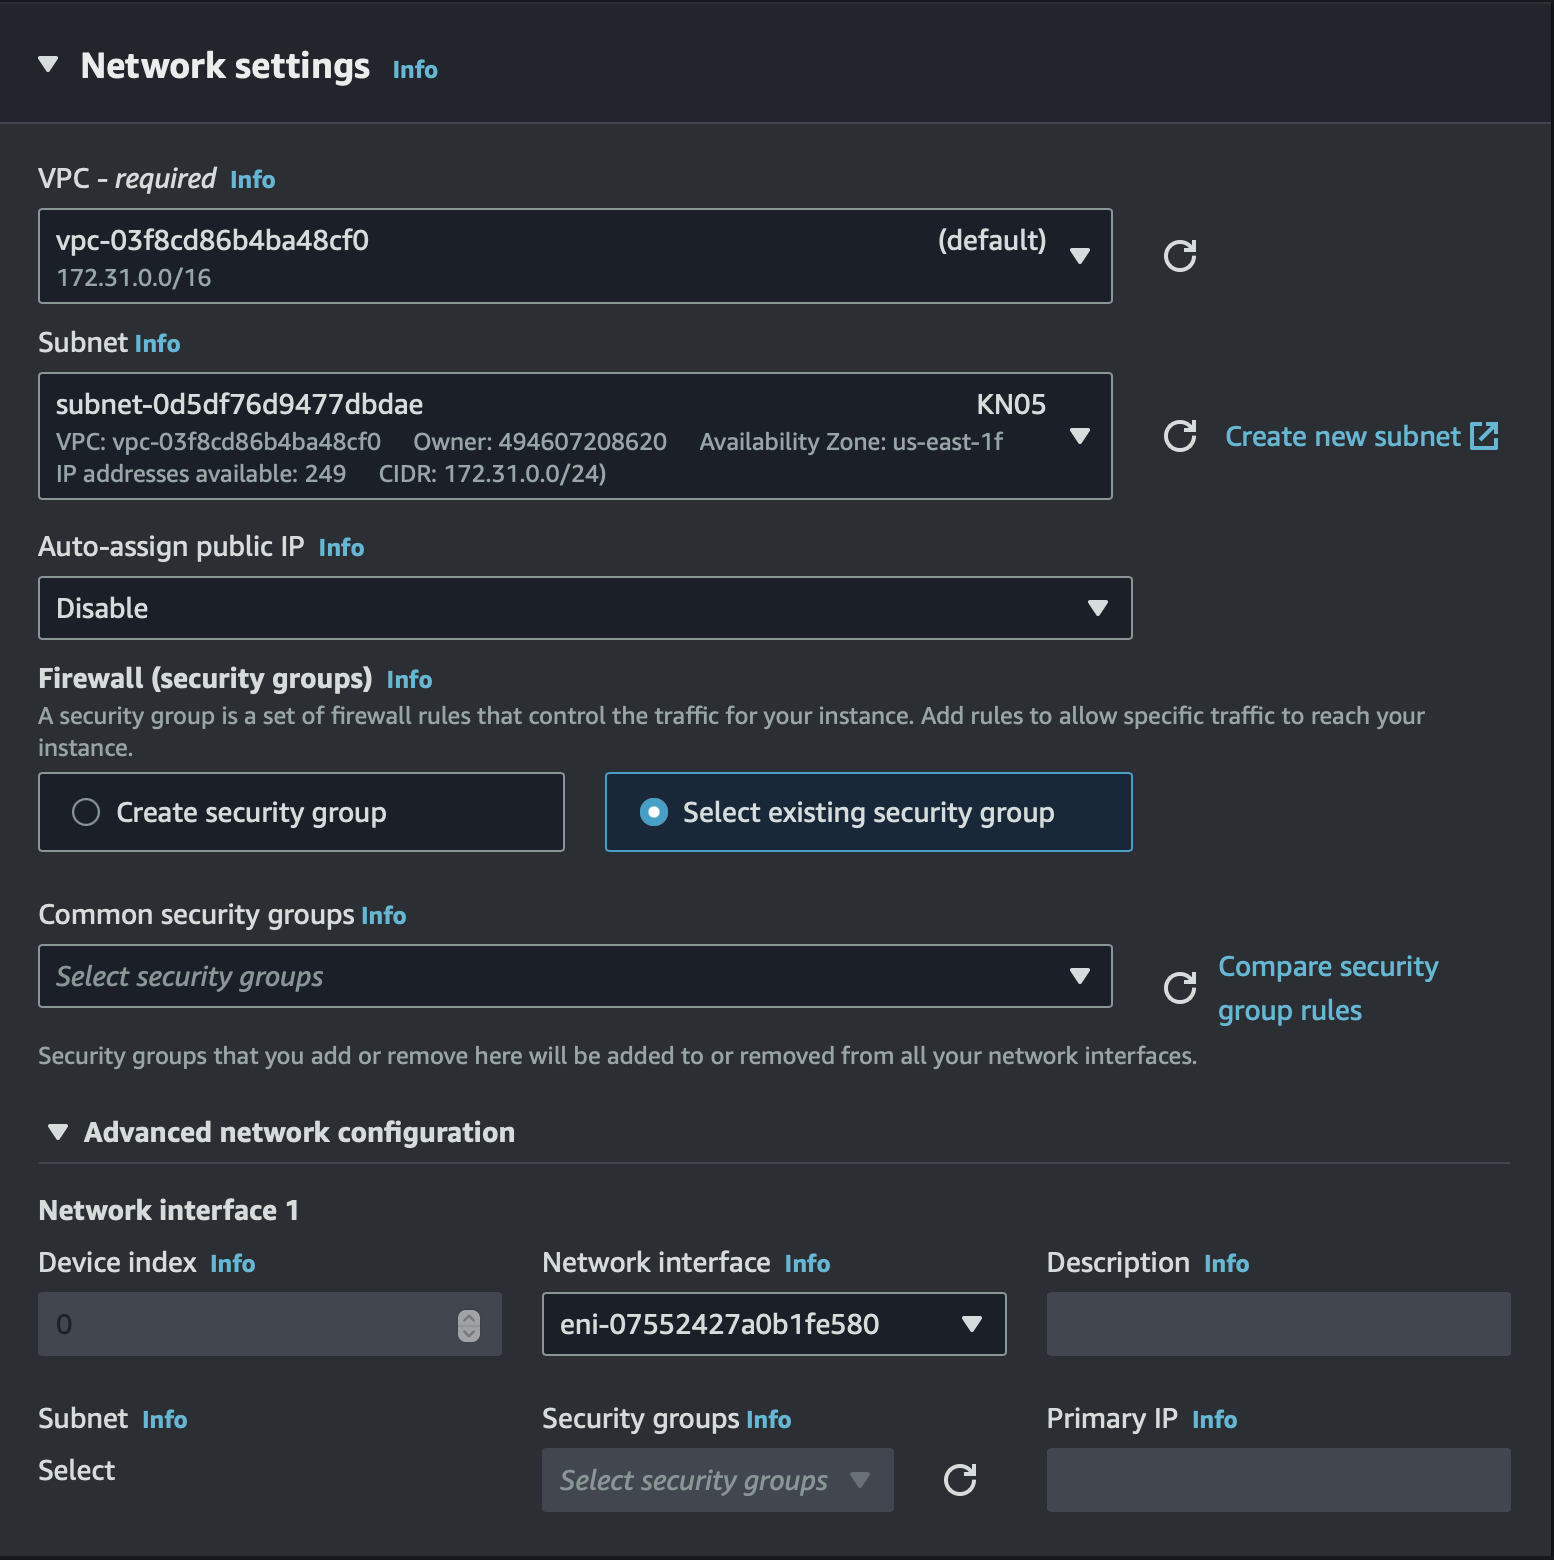 Network settings Info
VPC - required Info
vpc-03f8cd86b4ba48cf0 (default)
172.31.0.0/16
Subnet Info
subnet-0d5df76d9477dbdae KN05
VPC: vpc-03f8cd86b4ba48cf0 Owner: 494607208620 Availability Zone: us-east-1f
IP addresses available: 249 CIDR: 172.31.0.0/24)
Create new subnet
Auto-assign public IP Info
Disable
Firewall (security groups) Info
A security group is a set of firewall rules that control the traffic for your instance. Add rules to allow specific traffic to reach your
instance.
Create security group
Select existing security group
Common security groups Info
Select security groups
Compare security
group rules
Security groups that you add or remove here will be added to or removed from all your network interfaces.
Advanced network configuration
Network interface 1
Device index Info
0
Network interface Info
eni-07552427a0b1fe580
Description Info
Subnet Info
Select
Security groups Info
Select security groups
Primary IP Info